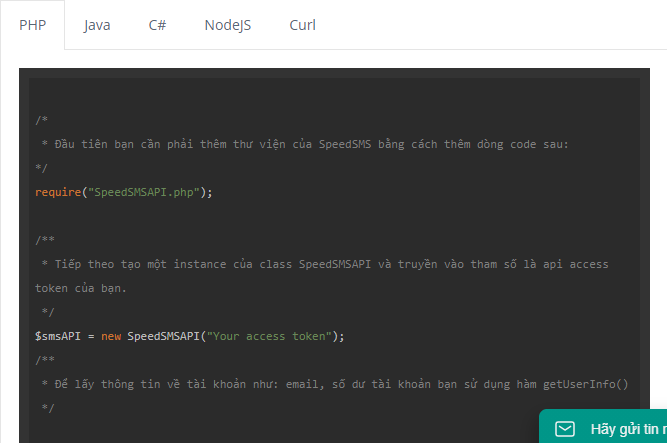 PHP Java C# NodeJS Curl
/*
* Đầu tiên bạn cần phải thêm thư viện của SpeedSMS bằng cách thêm dòng code sau:
*/
require("SpeedSMSAPI.php");
/**
* Tiếp theo tạo một instance của class SpeedSMSAPI và truyền vào tham số là api access
token của bạn.
*/
$smsAPI = new SpeedSMSAPI("Your access token");
/**
* Để lấy thông tin về tài khoản như: email, số dư tài khoản bạn sử dụng hàm getUserInfo()
*/
Hãy gửi tin